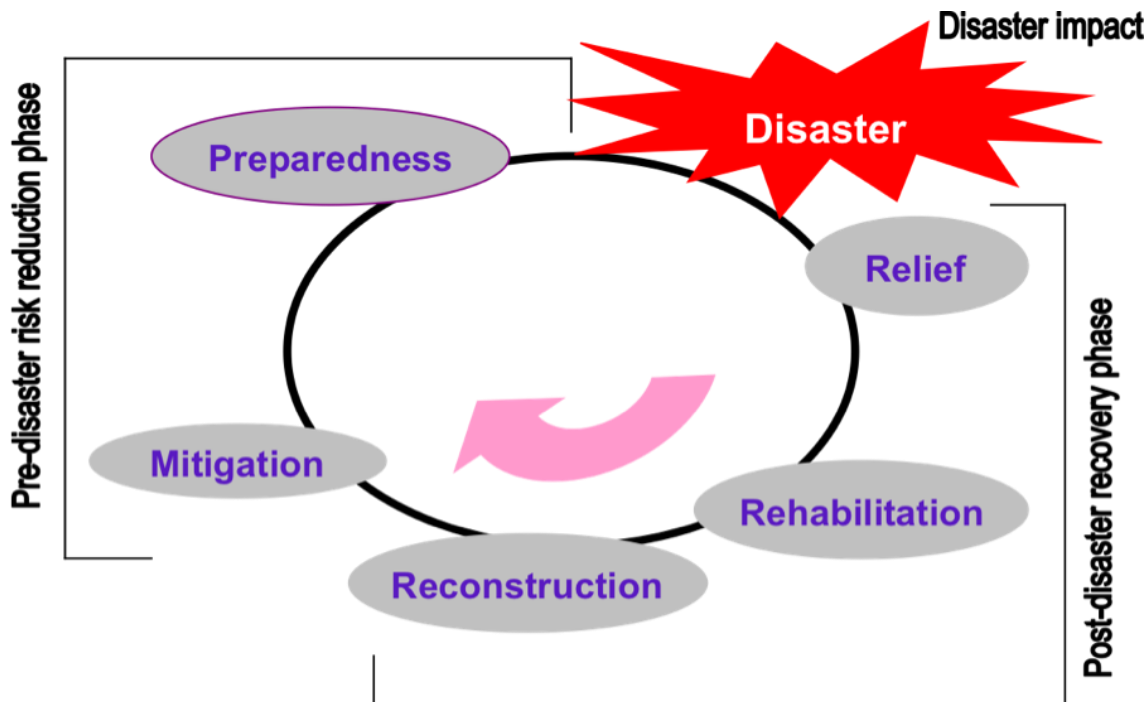 Disaster impact
Pre-disaster risk reduction phase
Disaster
Preparedness
Relief
Post-disaster recovery phase
Mitigation
Rehabilitation
Reconstruction